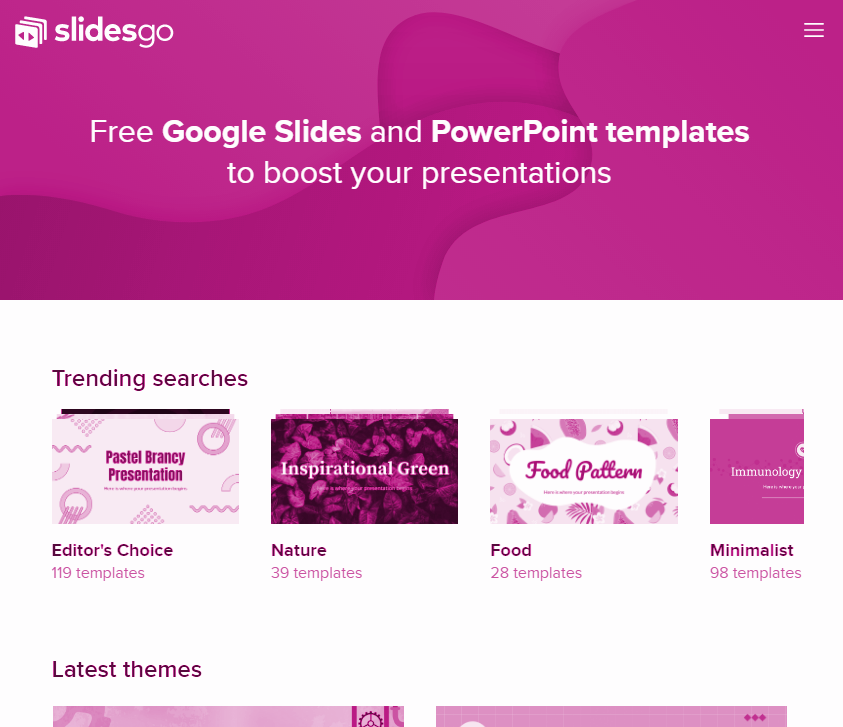 slidesgo
Free Google Slides and PowerPoint templates
to boost your presentations
Trending searches
Pastel Brancy
Presentation
Here is where your presentation begins
Inspirational Green
Here is where your presentation begins
Food Pattern
Here is where your presentation begins
Immunology
Here is where your
Editor's Choice
119 templates
Nature
39 templates
Food
28 templates
Minimalist
98 templates
Latest themes